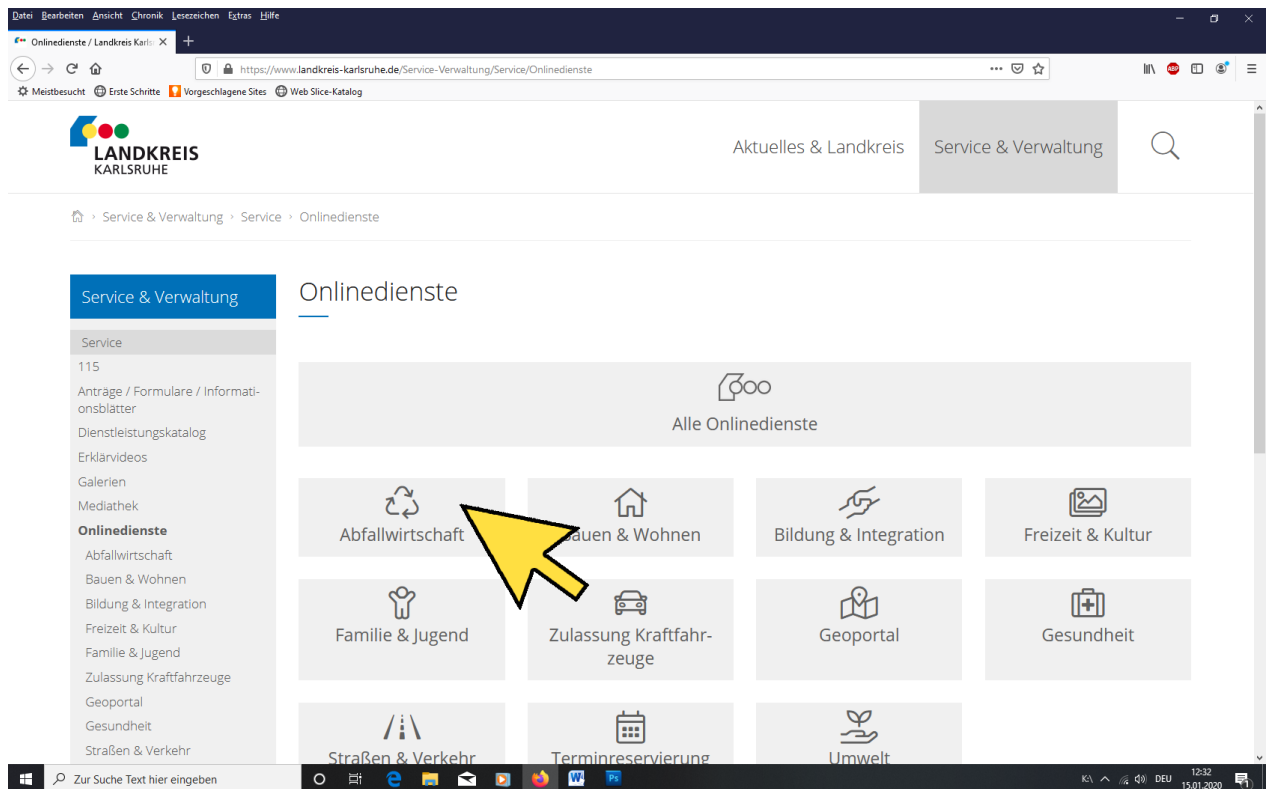 Datei Bearbeiten Ansicht Chronik Lesezeichen Extras Hilfe
Onlinedienste / Landkreis Karls
https://www.landkreis-karlsruhe.de/Service-Verwaltung/Service/Onlinedienste
ABP
Meistbesucht Erste Schritte Vorgeschlagene Sites Web Slice-Katalog
LANDKREIS
KARLSRUHE
Aktuelles & Landkreis
Service & Verwaltung
Service & Verwaltung › Service › Onlinedienste
Service & Verwaltung
Service
115
Anträge / Formulare / Informati-
onsblätter
Dienstleistungskatalog
Erklärvideos
Galerien
Mediathek
Onlinedienste
Abfallwirtschaft
Bauen & Wohnen
Bildung & Integration
Freizeit & Kultur
Familie & Jugend
Zulassung Kraftfahrzeuge
Geoportal
Gesundheit
Straßen & Verkehr
Onlinedienste
Alle Onlinedienste
Abfallwirtschaft
Bauen & Wohnen
Bildung & Integration
Freizeit & Kultur
Familie & Jugend
Zulassung Kraftfahr-
zeuge
Geoportal
Gesundheit
Straßen & Verkehr
Terminreservierung
Umwelt
Zur Suche Text hier eingeben
W
Ps
K:\
DEU
12:32
15.01.2020
1